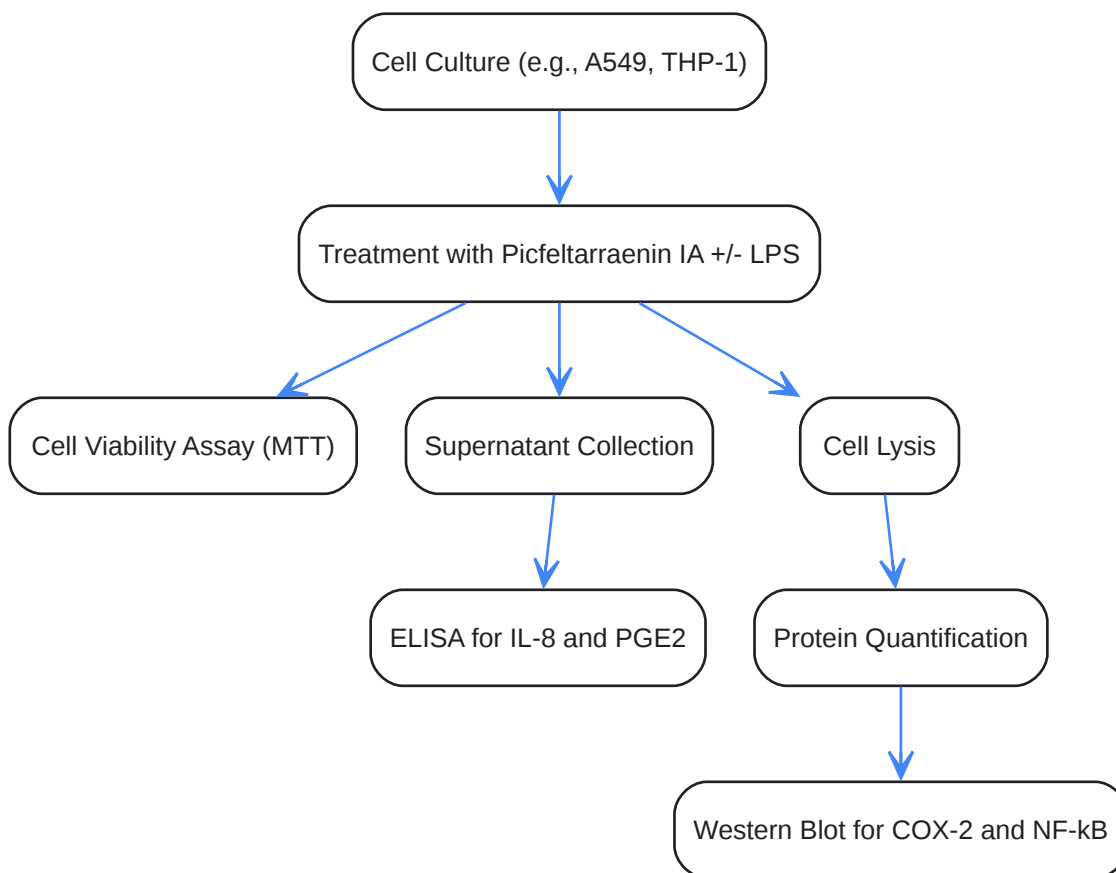 Cell Culture (e.g., A549, THP-1)
Treatment with Picfeltarraenin IA +/- LPS
Cell Viability Assay (MTT)
Supernatant Collection
Cell Lysis
ELISA for IL-8 and PGE2
Protein Quantification
Western Blot for COX-2 and NF-kB